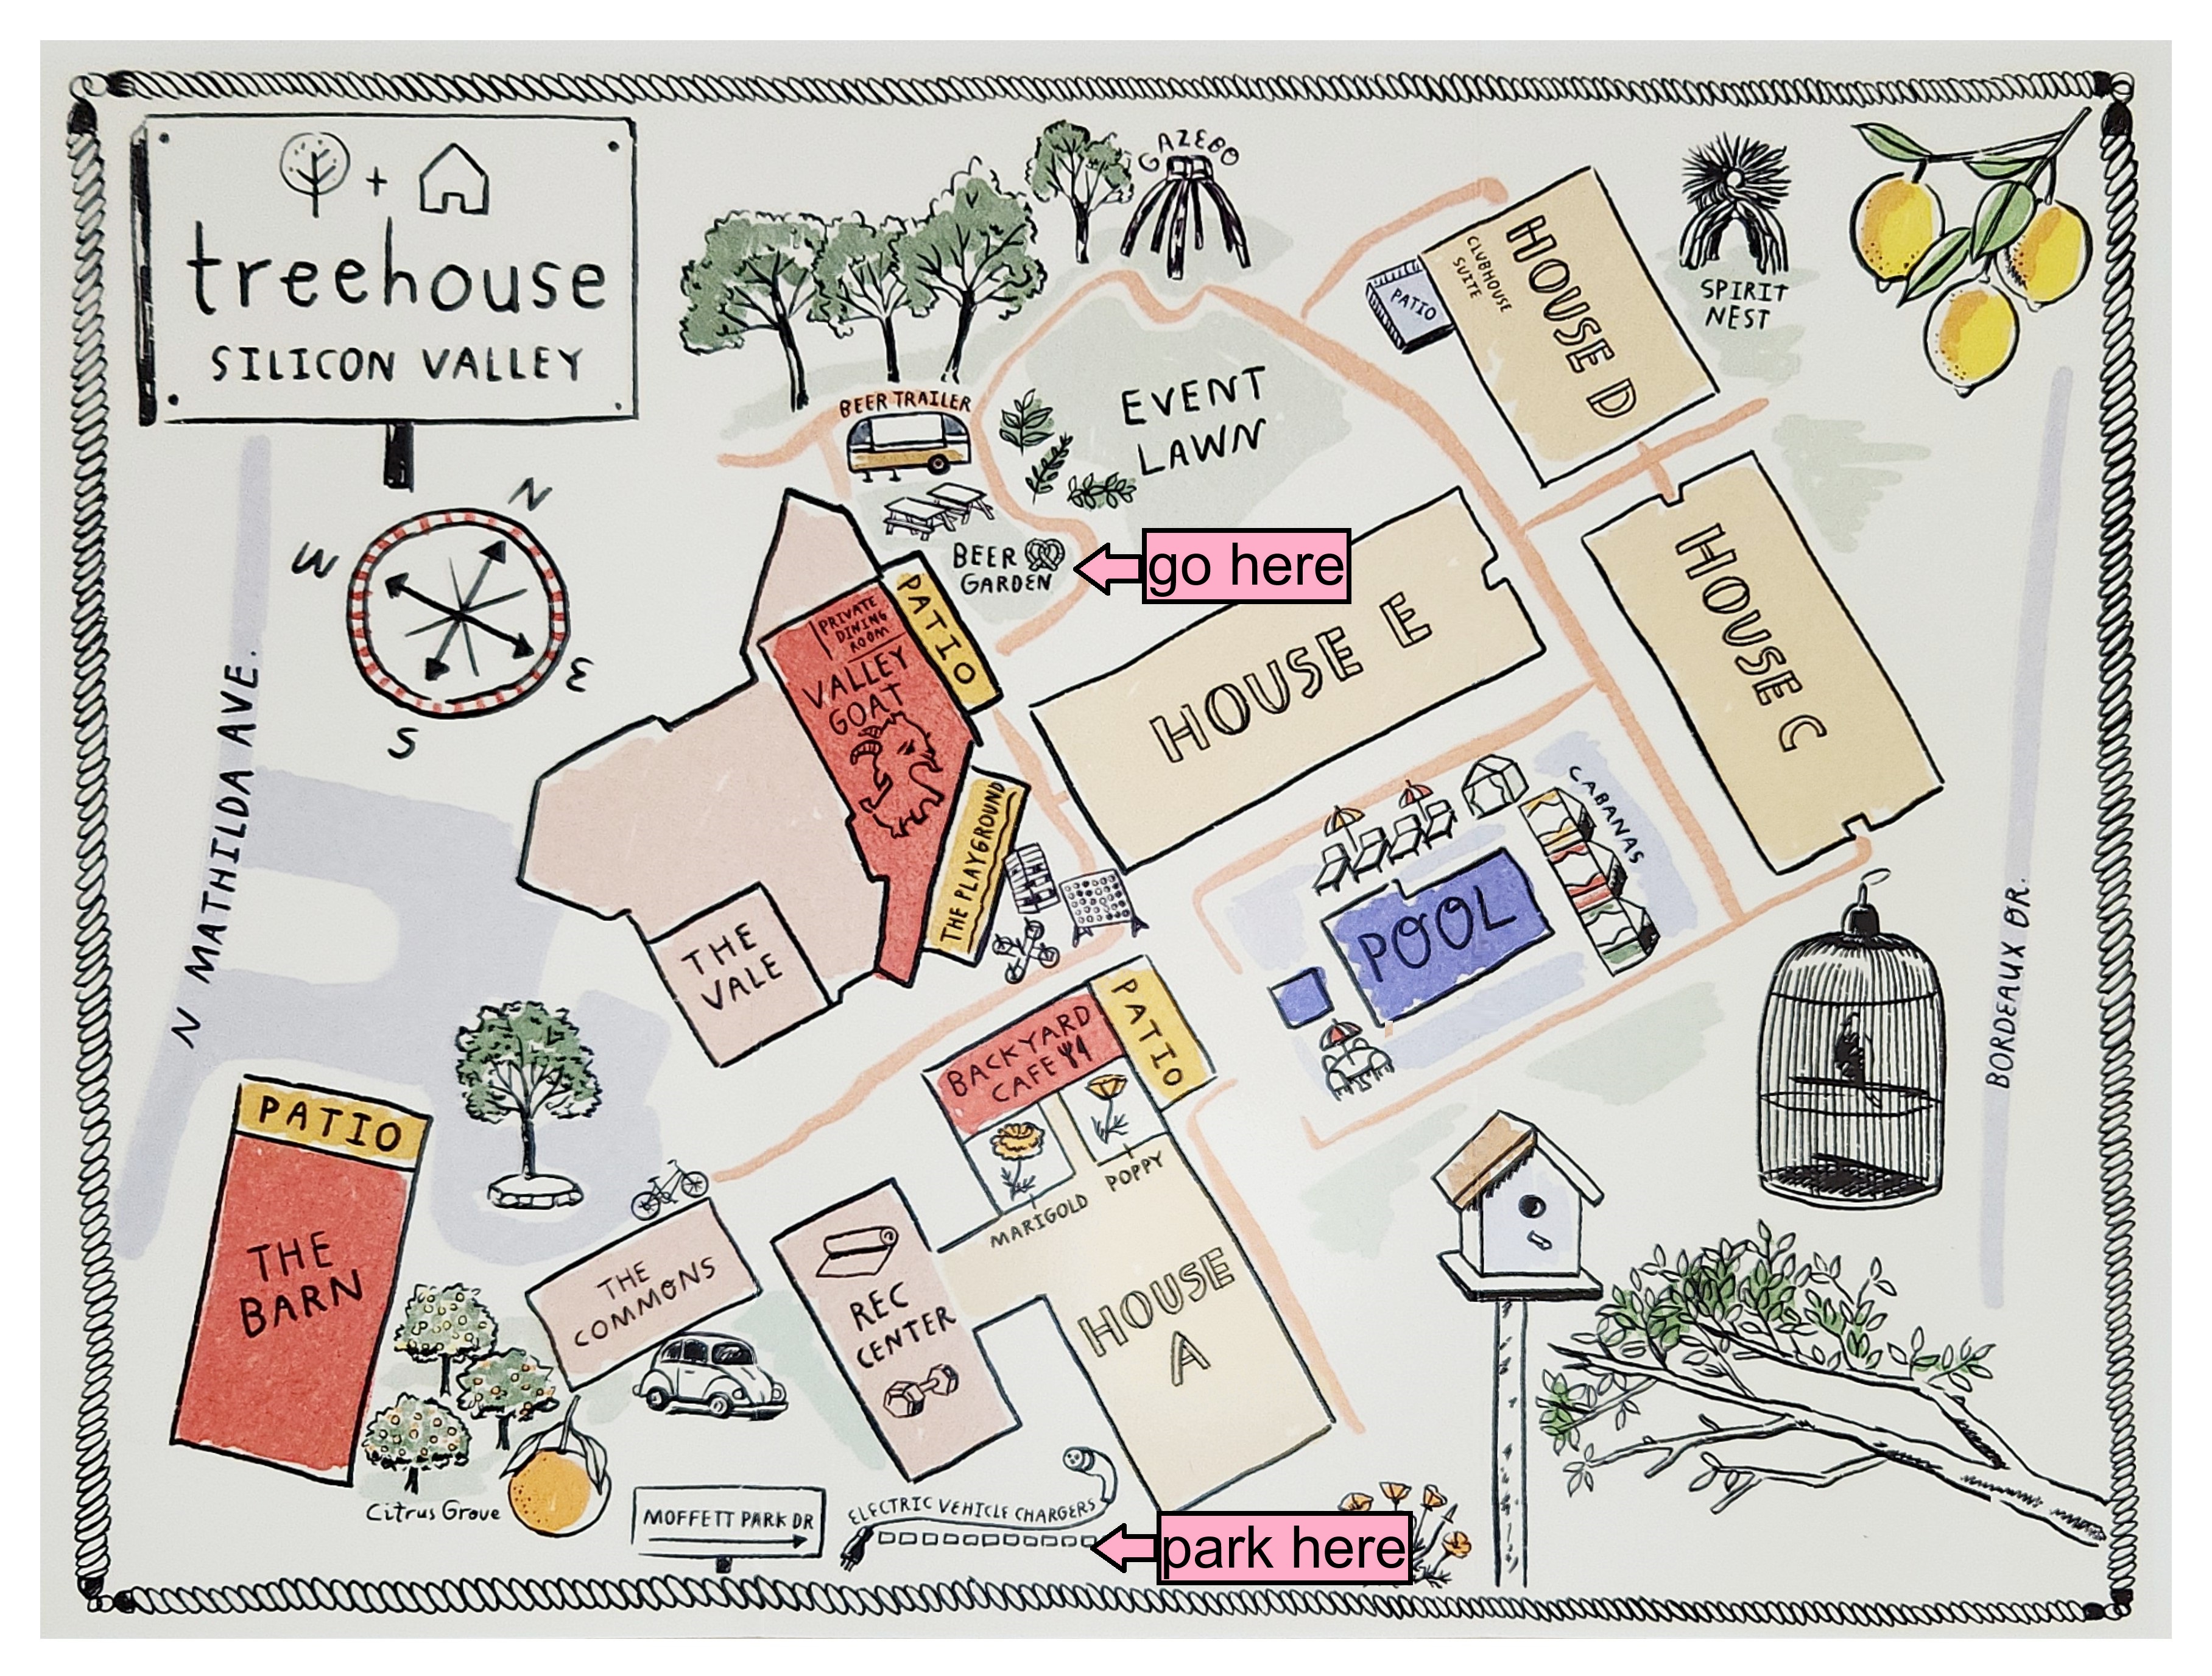 GAZEBO
+
treehouse
SILICON VALLEY
SPIRIT
NEST
HOUSE D
CLUBHOUSE
SUITE
PATIO
EVENT
LAWN
BEER TRAILER
BEER
GARDEN
go here
N
W
E
S
PATIO
PRIVATE
DINING
ROOM
VALLEY
GOAT
HOUSE E
HOUSE C
N MATHILDA AVE.
THE PLAYGROUND
CABANAS
POOL
THE
VALE
BORDEAUX DR.
BACKYARD
CAFE
PATIO
PATIO
THE
BARN
MARIGOLD
POPPY
THE
COMMONS
REC
CENTER
HOUSE
A
Citrus Grove
MOFFETT PARK DR
ELECTRIC VEHICLE CHARGERS
park here